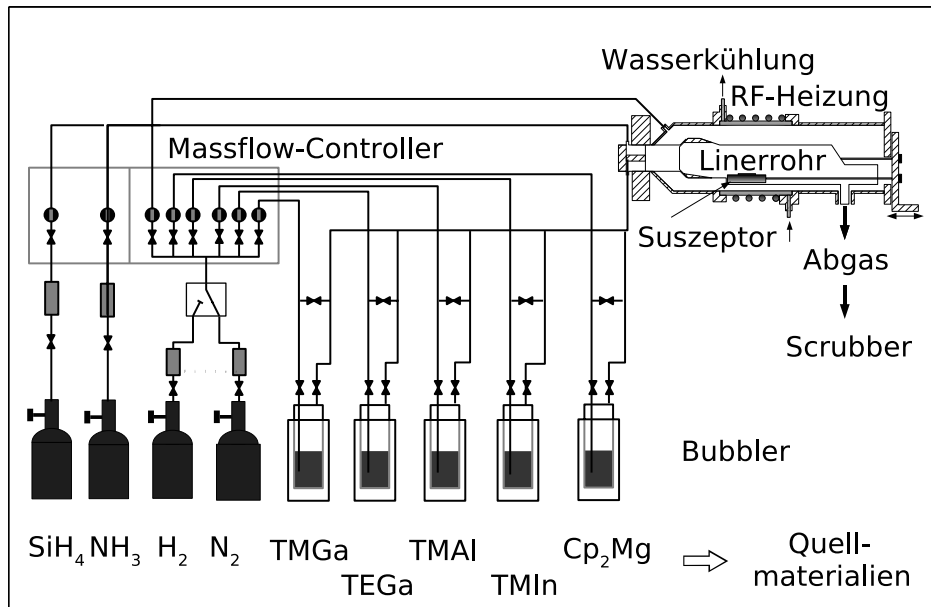 Wasserkühlung
RF-Heizung
Massflow-Controller
Linerrohr
Suszeptor
Abgas
Scrubber
Bubbler
SiH₄ NH₃ H₂ N₂ TMGa TMAl Cp₂Mg Quell-
TEGa TMIn materialien